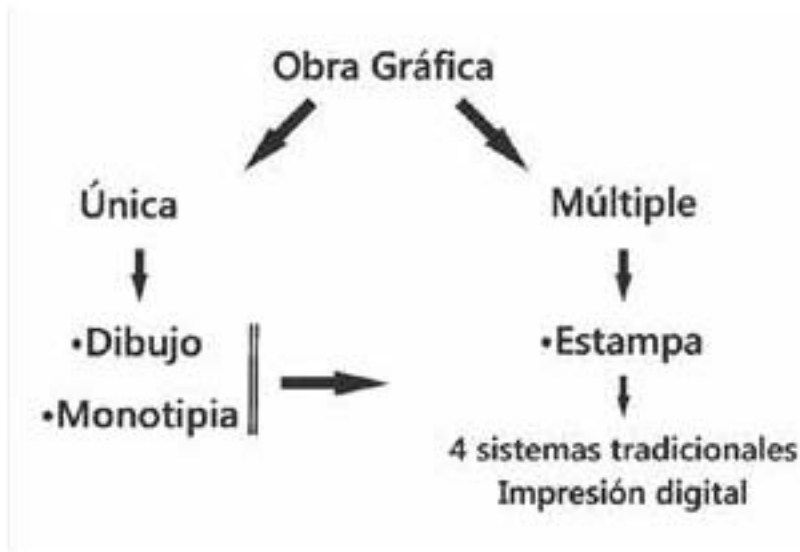 Obra Gráfica
Única
Múltiple
•Dibujo
•Monotipia
•Estampa
4 sistemas tradicionales
Impresión digital